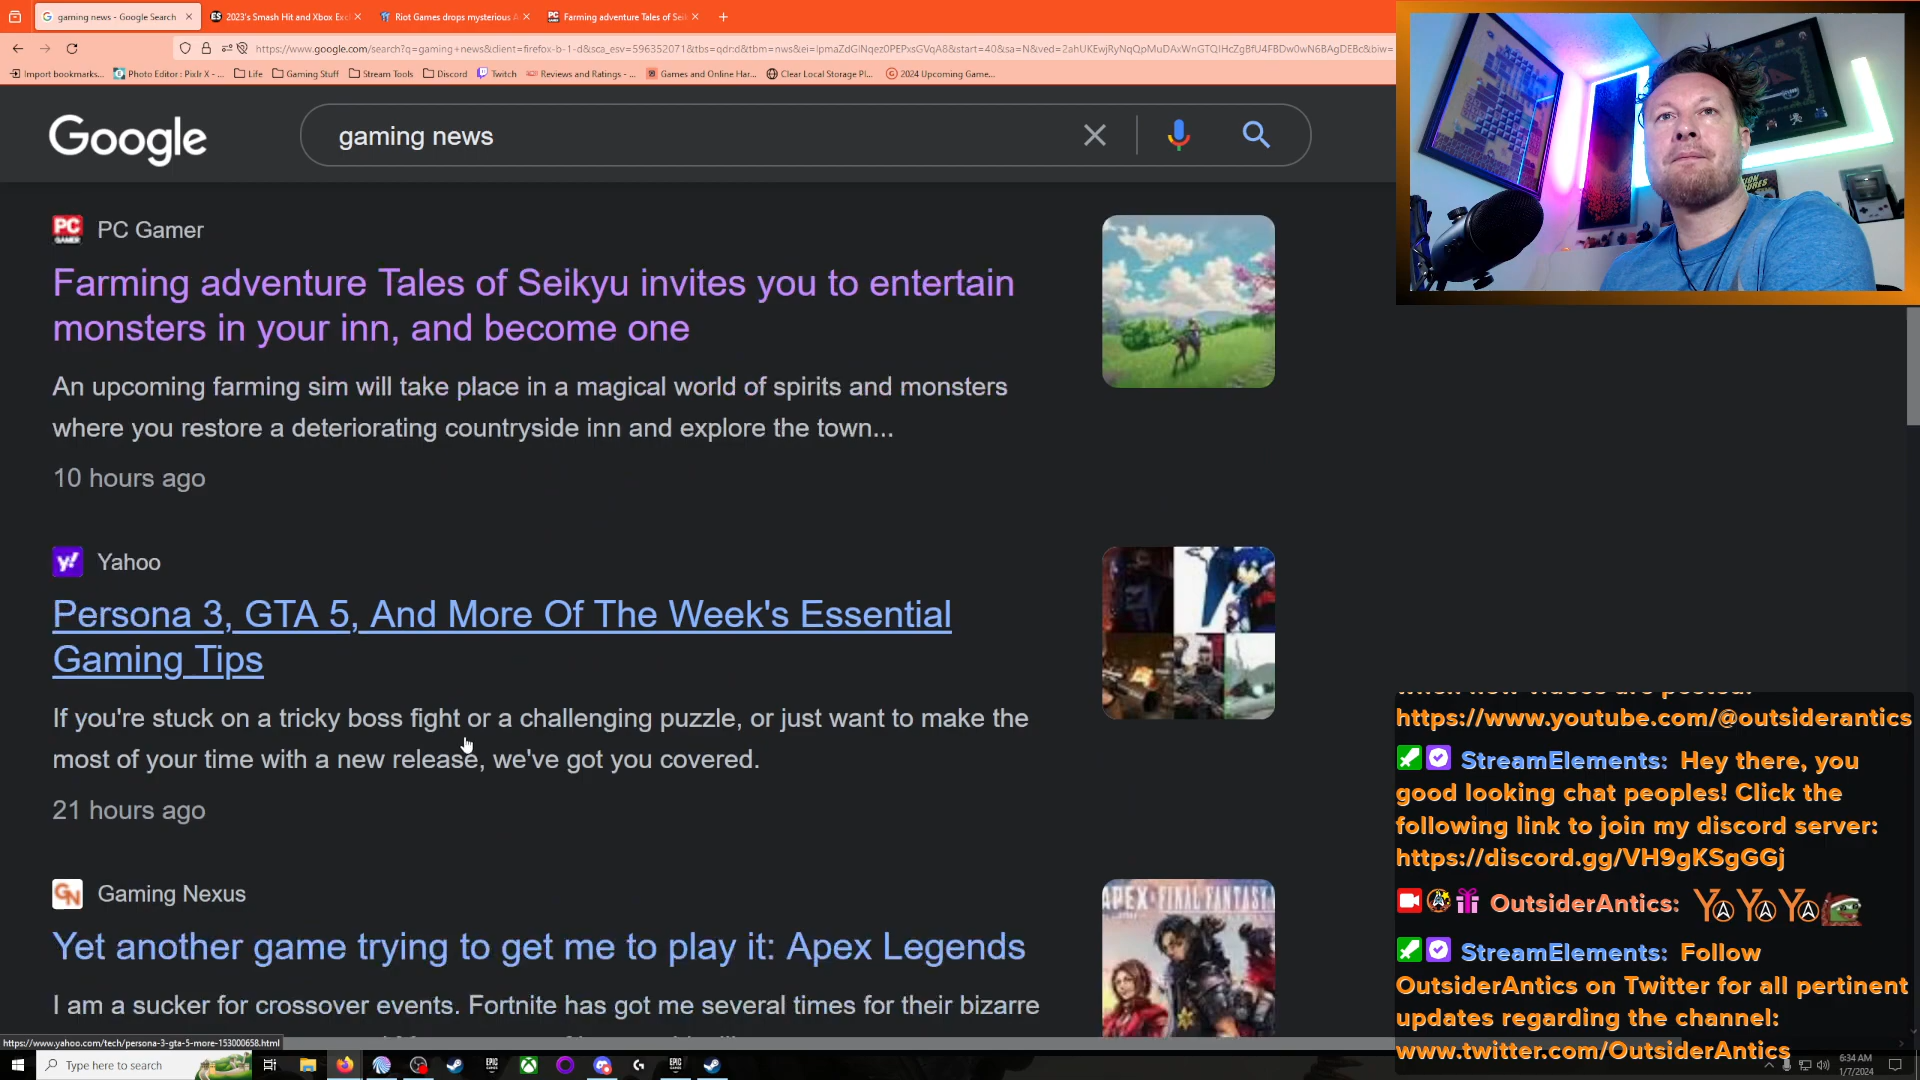 gaming news - Google Search
2023's Smash Hit and Xbox Exc
Riot Games drops mysterious
Farming adventure Tales of Sei
Import bookmarks...
Photo Editor : Pixlr X - ...
Life
Gaming Stuff
Stream Tools
Discord
Twitch
Reviews and Ratings - ...
Games and Online Har...
Clear Local Storage Pl...
2024 Upcoming Game...
Google
gaming news
PC Gamer
Farming adventure Tales of Seikyu invites you to entertain
monsters in your inn, and become one
An upcoming farming sim will take place in a magical world of spirits and monsters
where you restore a deteriorating countryside inn and explore the town...
10 hours ago
Yahoo
Persona 3, GTA 5, And More Of The Week's Essential
Gaming Tips
If you're stuck on a tricky boss fight or a challenging puzzle, or just want to make the
most of your time with a new release, we've got you covered.
21 hours ago
Gaming Nexus
Yet another game trying to get me to play it: Apex Legends
I am a sucker for crossover events. Fortnite has got me several times for their bizarre
APEX FINAL FANTASY
https://www.yahoo.com/tech/persona-3-gta-5-more-153000658.html
Type here to search
https://www.youtube.com/@outsiderantics
StreamElements: Hey there, you
good looking chat peoples! Click the
following link to join my discord server:
https://discord.gg/VH9gKSgGGj
OutsiderAntics: YO YO YO
StreamElements: Follow
OutsiderAntics on Twitter for all pertinent
updates regarding the channel:
www.twitter.com/OutsiderAntics
6:34 AM
1/7/2024